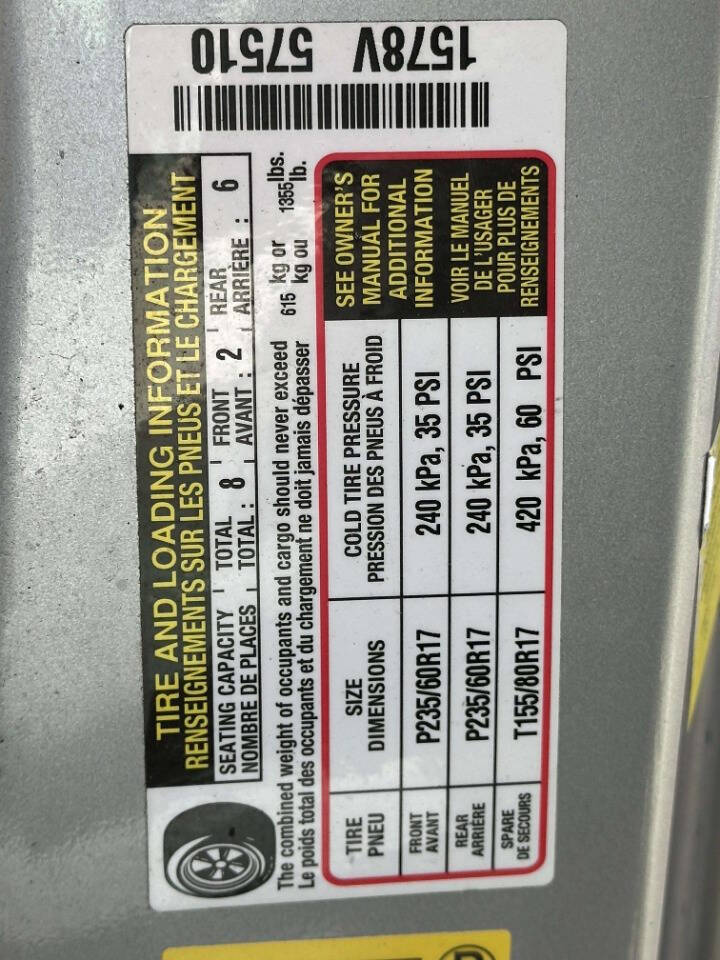 TIRE AND LOADING INFORMATION
RENSEIGNEMENTS SUR LES PNEUS ET LE CHARGEMENT
SEATING CAPACITY TOTAL FRONT REAR
NOMBRE DE PLACES TOTAL : 8 AVANT : 2 ARRIÈRE : 6
The combined weight of occupants and cargo should never exceed 615 kg or 1355 lbs.
Le poids total des occupants et du chargement ne doit jamais dépasser kg ou lb.
TIRE SIZE COLD TIRE PRESSURE
PNEU DIMENSIONS PRESSION DES PNEUS À FROID
FRONT
AVANT P235/60R17 240 kPa, 35 PSI
REAR
ARRIÈRE P235/60R17 240 kPa, 35 PSI
SPARE
DE SECOURS T155/80R17 420 kPa, 60 PSI
SEE OWNER'S
MANUAL FOR
ADDITIONAL
INFORMATION
VOIR LE MANUEL
DE L'USAGER
POUR PLUS DE
RENSEIGNEMENTS
1578V 57510